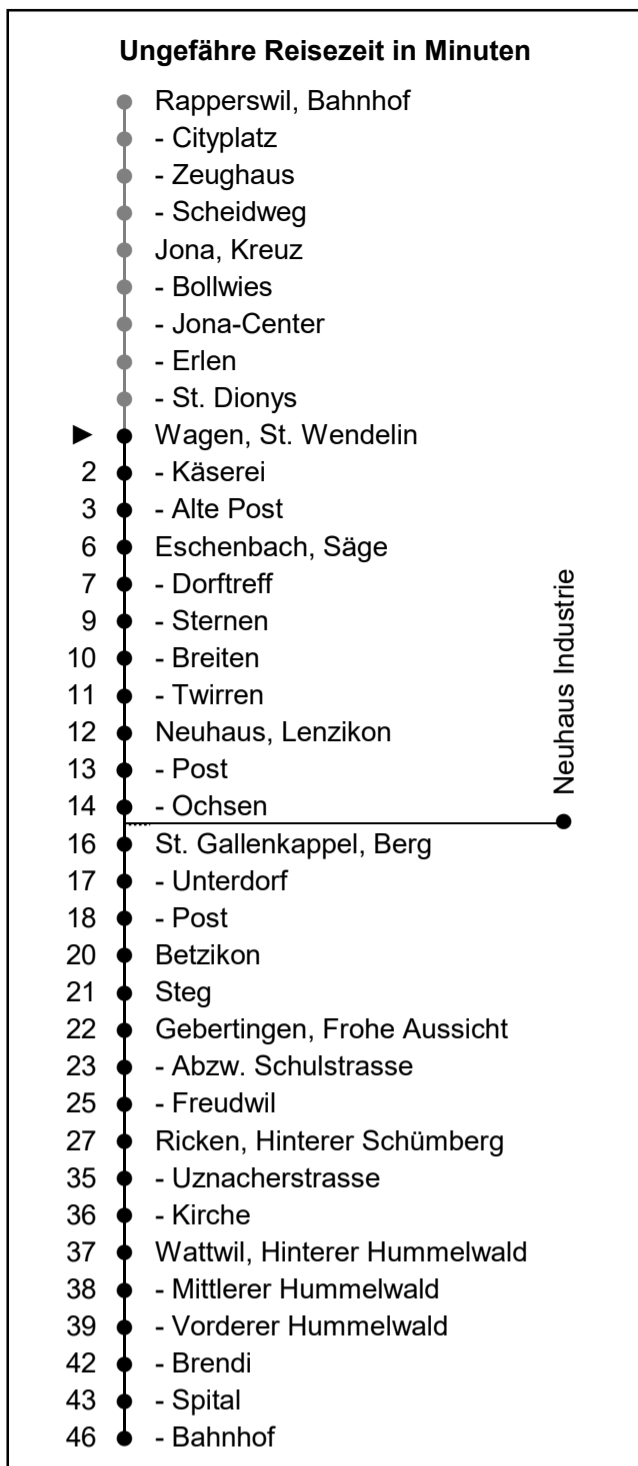 Ungefähre Reisezeit in Minuten
Rapperswil, Bahnhof
- Cityplatz
- Zeughaus
- Scheidweg
Jona, Kreuz
- Bollwies
- Jona-Center
- Erlen
- St. Dionys
Wagen, St. Wendelin
2 - Käserei
3 - Alte Post
6 Eschenbach, Säge
7 - Dorftreff
9 - Sternen
10 - Breiten
11 - Twirren
12 Neuhaus, Lenzikon
13 - Post
14 - Ochsen
Neuhaus Industrie
16 St. Gallenkappel, Berg
17 - Unterdorf
18 - Post
20 Betzikon
21 Steg
22 Gebertingen, Frohe Aussicht
23 - Abzw. Schulstrasse
25 - Freudwil
27 Ricken, Hinterer Schümberg
35 - Uznacherstrasse
36 - Kirche
37 Wattwil, Hinterer Hummelwald
38 - Mittlerer Hummelwald
39 - Vorderer Hummelwald
42 - Brendi
43 - Spital
46 - Bahnhof